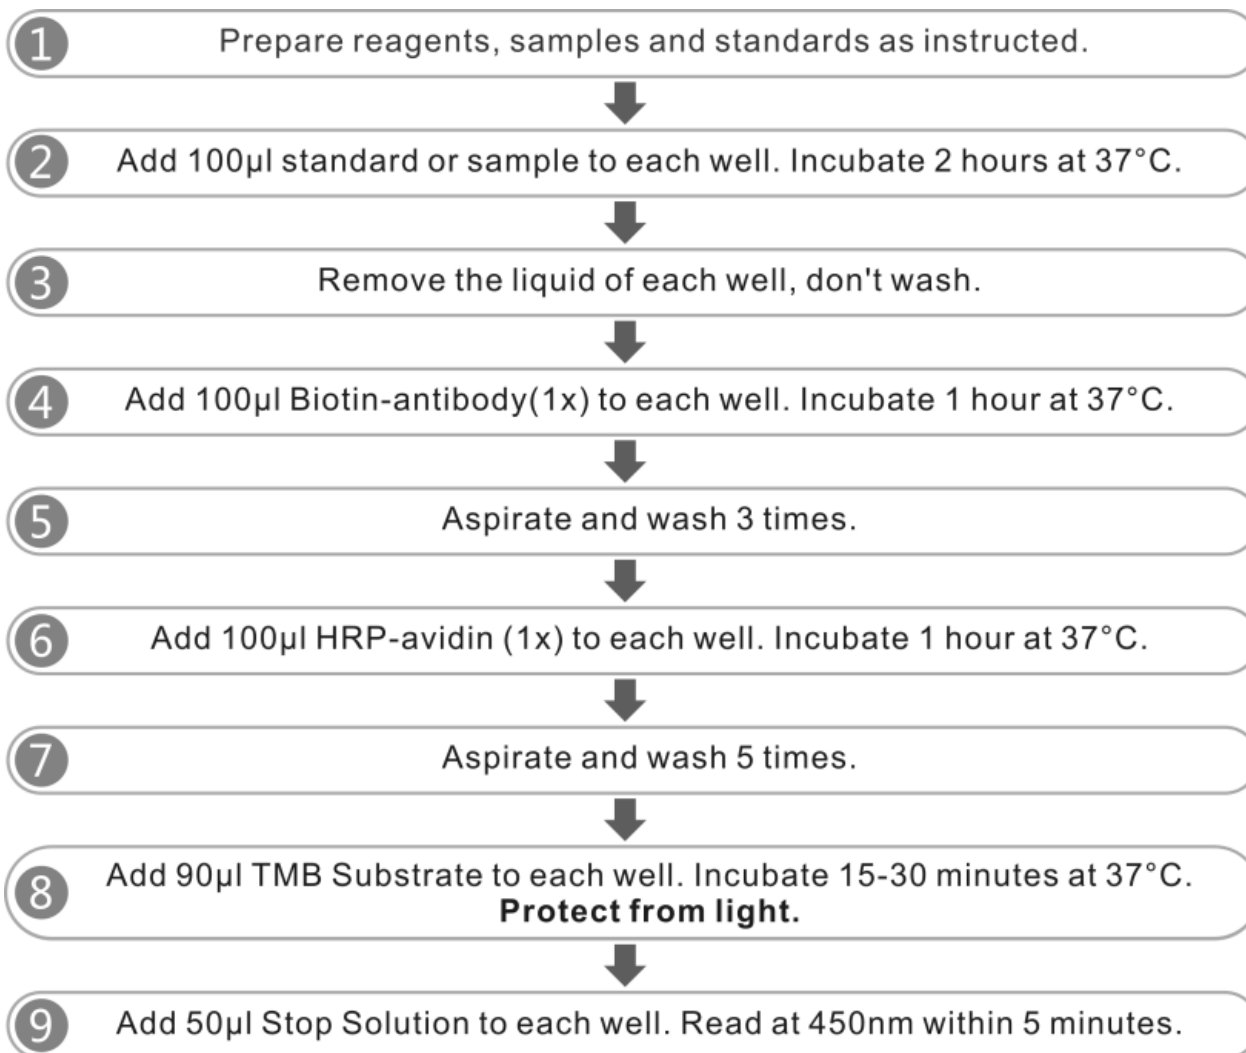 1 Prepare reagents, samples and standards as instructed.
2 Add 100µl standard or sample to each well. Incubate 2 hours at 37°C.
3 Remove the liquid of each well, don't wash.
4 Add 100µl Biotin-antibody(1x) to each well. Incubate 1 hour at 37°C.
5 Aspirate and wash 3 times.
6 Add 100µl HRP-avidin (1x) to each well. Incubate 1 hour at 37°C.
7 Aspirate and wash 5 times.
8 Add 90µl TMB Substrate to each well. Incubate 15-30 minutes at 37°C.
Protect from light.
9 Add 50µl Stop Solution to each well. Read at 450nm within 5 minutes.